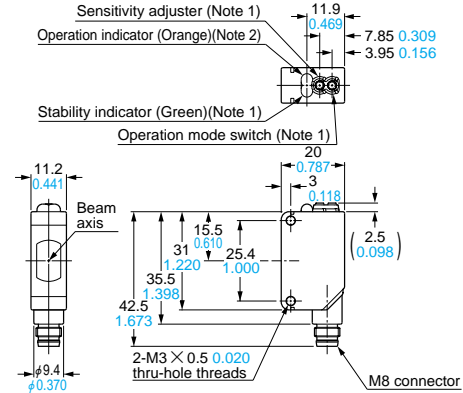 Sensitivity adjuster (Note 1)
Operation indicator (Orange)(Note 2)
Stability indicator (Green)(Note 1)
Operation mode switch (Note 1)
11.9
0.469
7.85 0.309
3.95 0.156
11.2
0.441
Beam
axis
20
0.787
3
0.118
2.5
(0.098)
15.5
0.610
31
1.220
25.4
1.000
35.5
1.398
42.5
1.673
φ9.4
φ0.370
2-M3 × 0.5 0.020
thru-hole threads
M8 connector